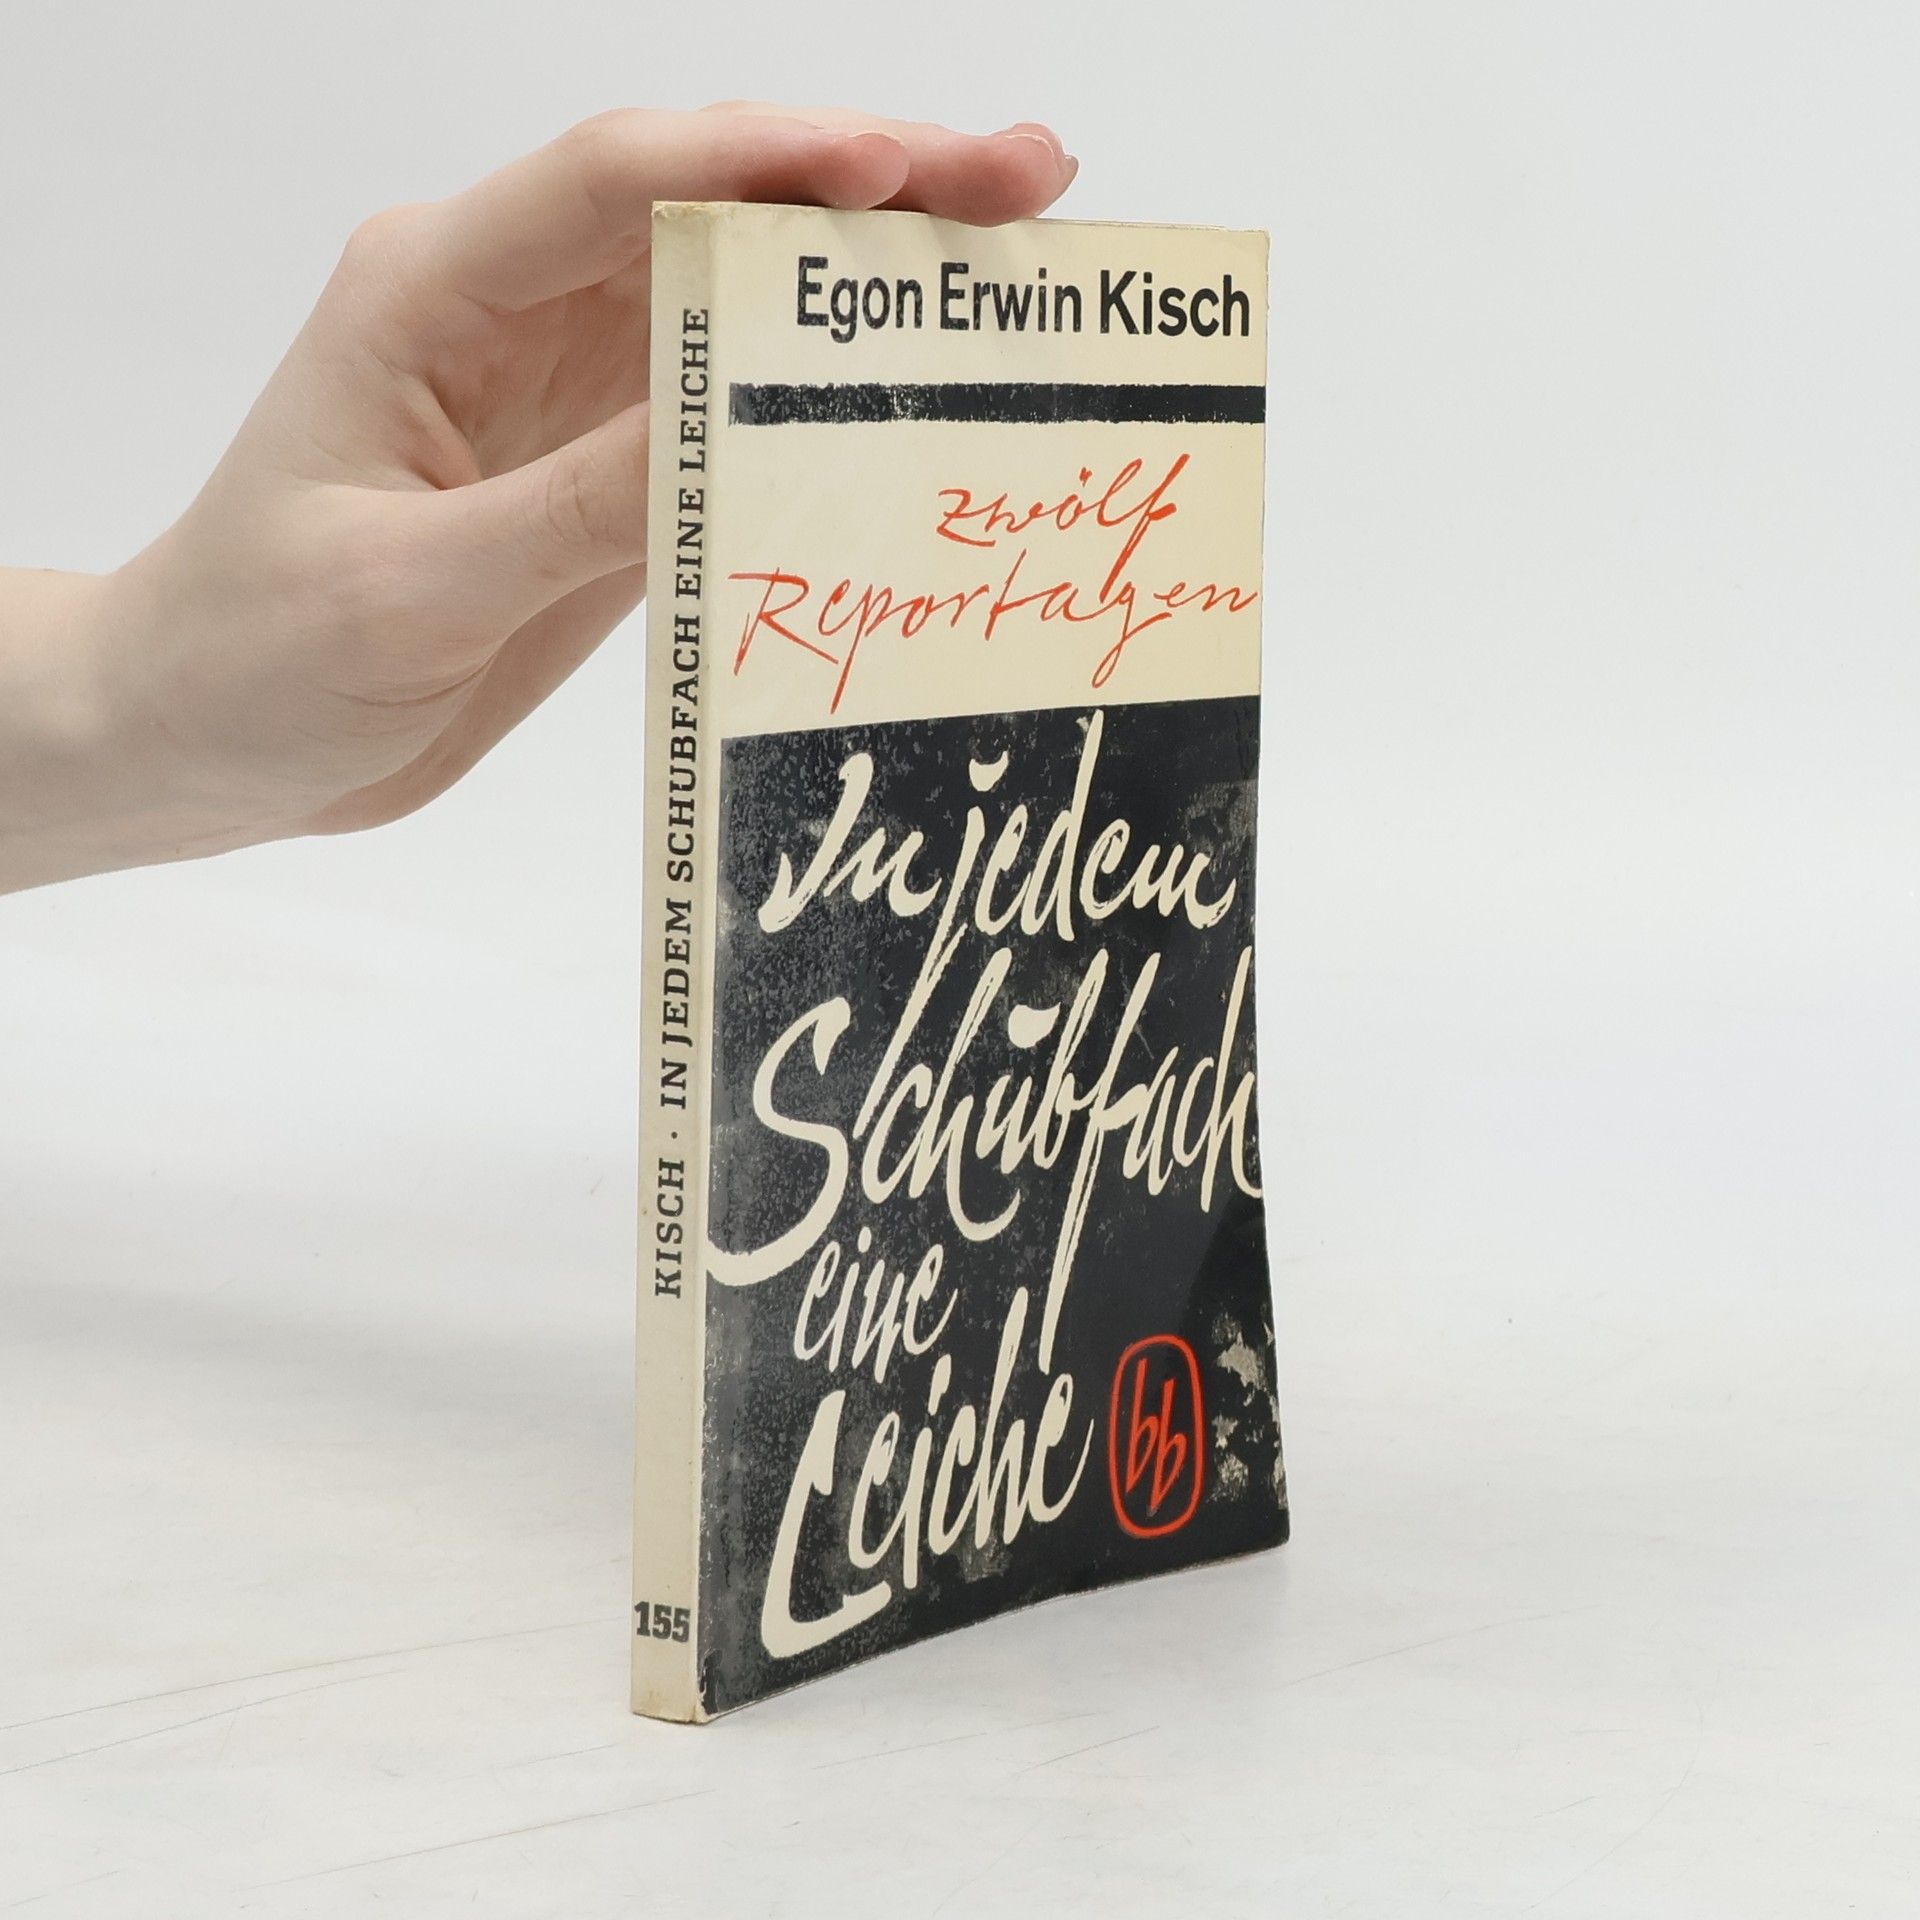 KISCH · IN JEDEM SCHUBFACH EINE LEICHE
155
Egon Erwin Kisch
zwölf
Reportagen
In jedem
Schubfach
eine
Leiche
bb